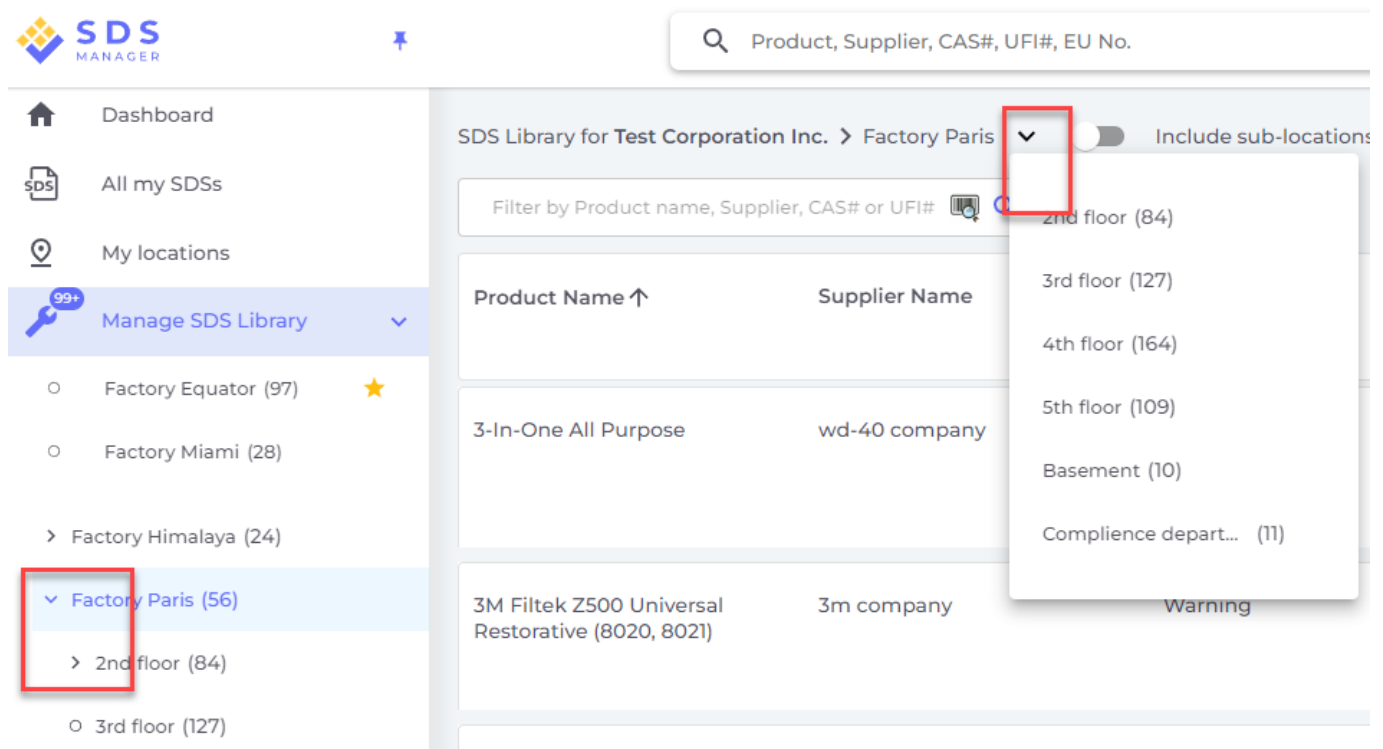 SDS
MANAGER
Product, Supplier, CAS#, UFI#, EU No.
Dashboard
SDS
All my SDSs
My locations
99+
Manage SDS Library
Factory Equator (97)
Factory Miami (28)
Factory Himalaya (24)
Factory Paris (56)
2nd floor (84)
3rd floor (127)
SDS Library for Test Corporation Inc. > Factory Paris
Include sub-locations
Filter by Product name, Supplier, CAS# or UFI#
Product Name
Supplier Name
3-In-One All Purpose
wd-40 company
3M Filtek Z500 Universal
Restorative (8020, 8021)
3m company
Warning
2nd floor (84)
3rd floor (127)
4th floor (164)
5th floor (109)
Basement (10)
Complience depart... (11)